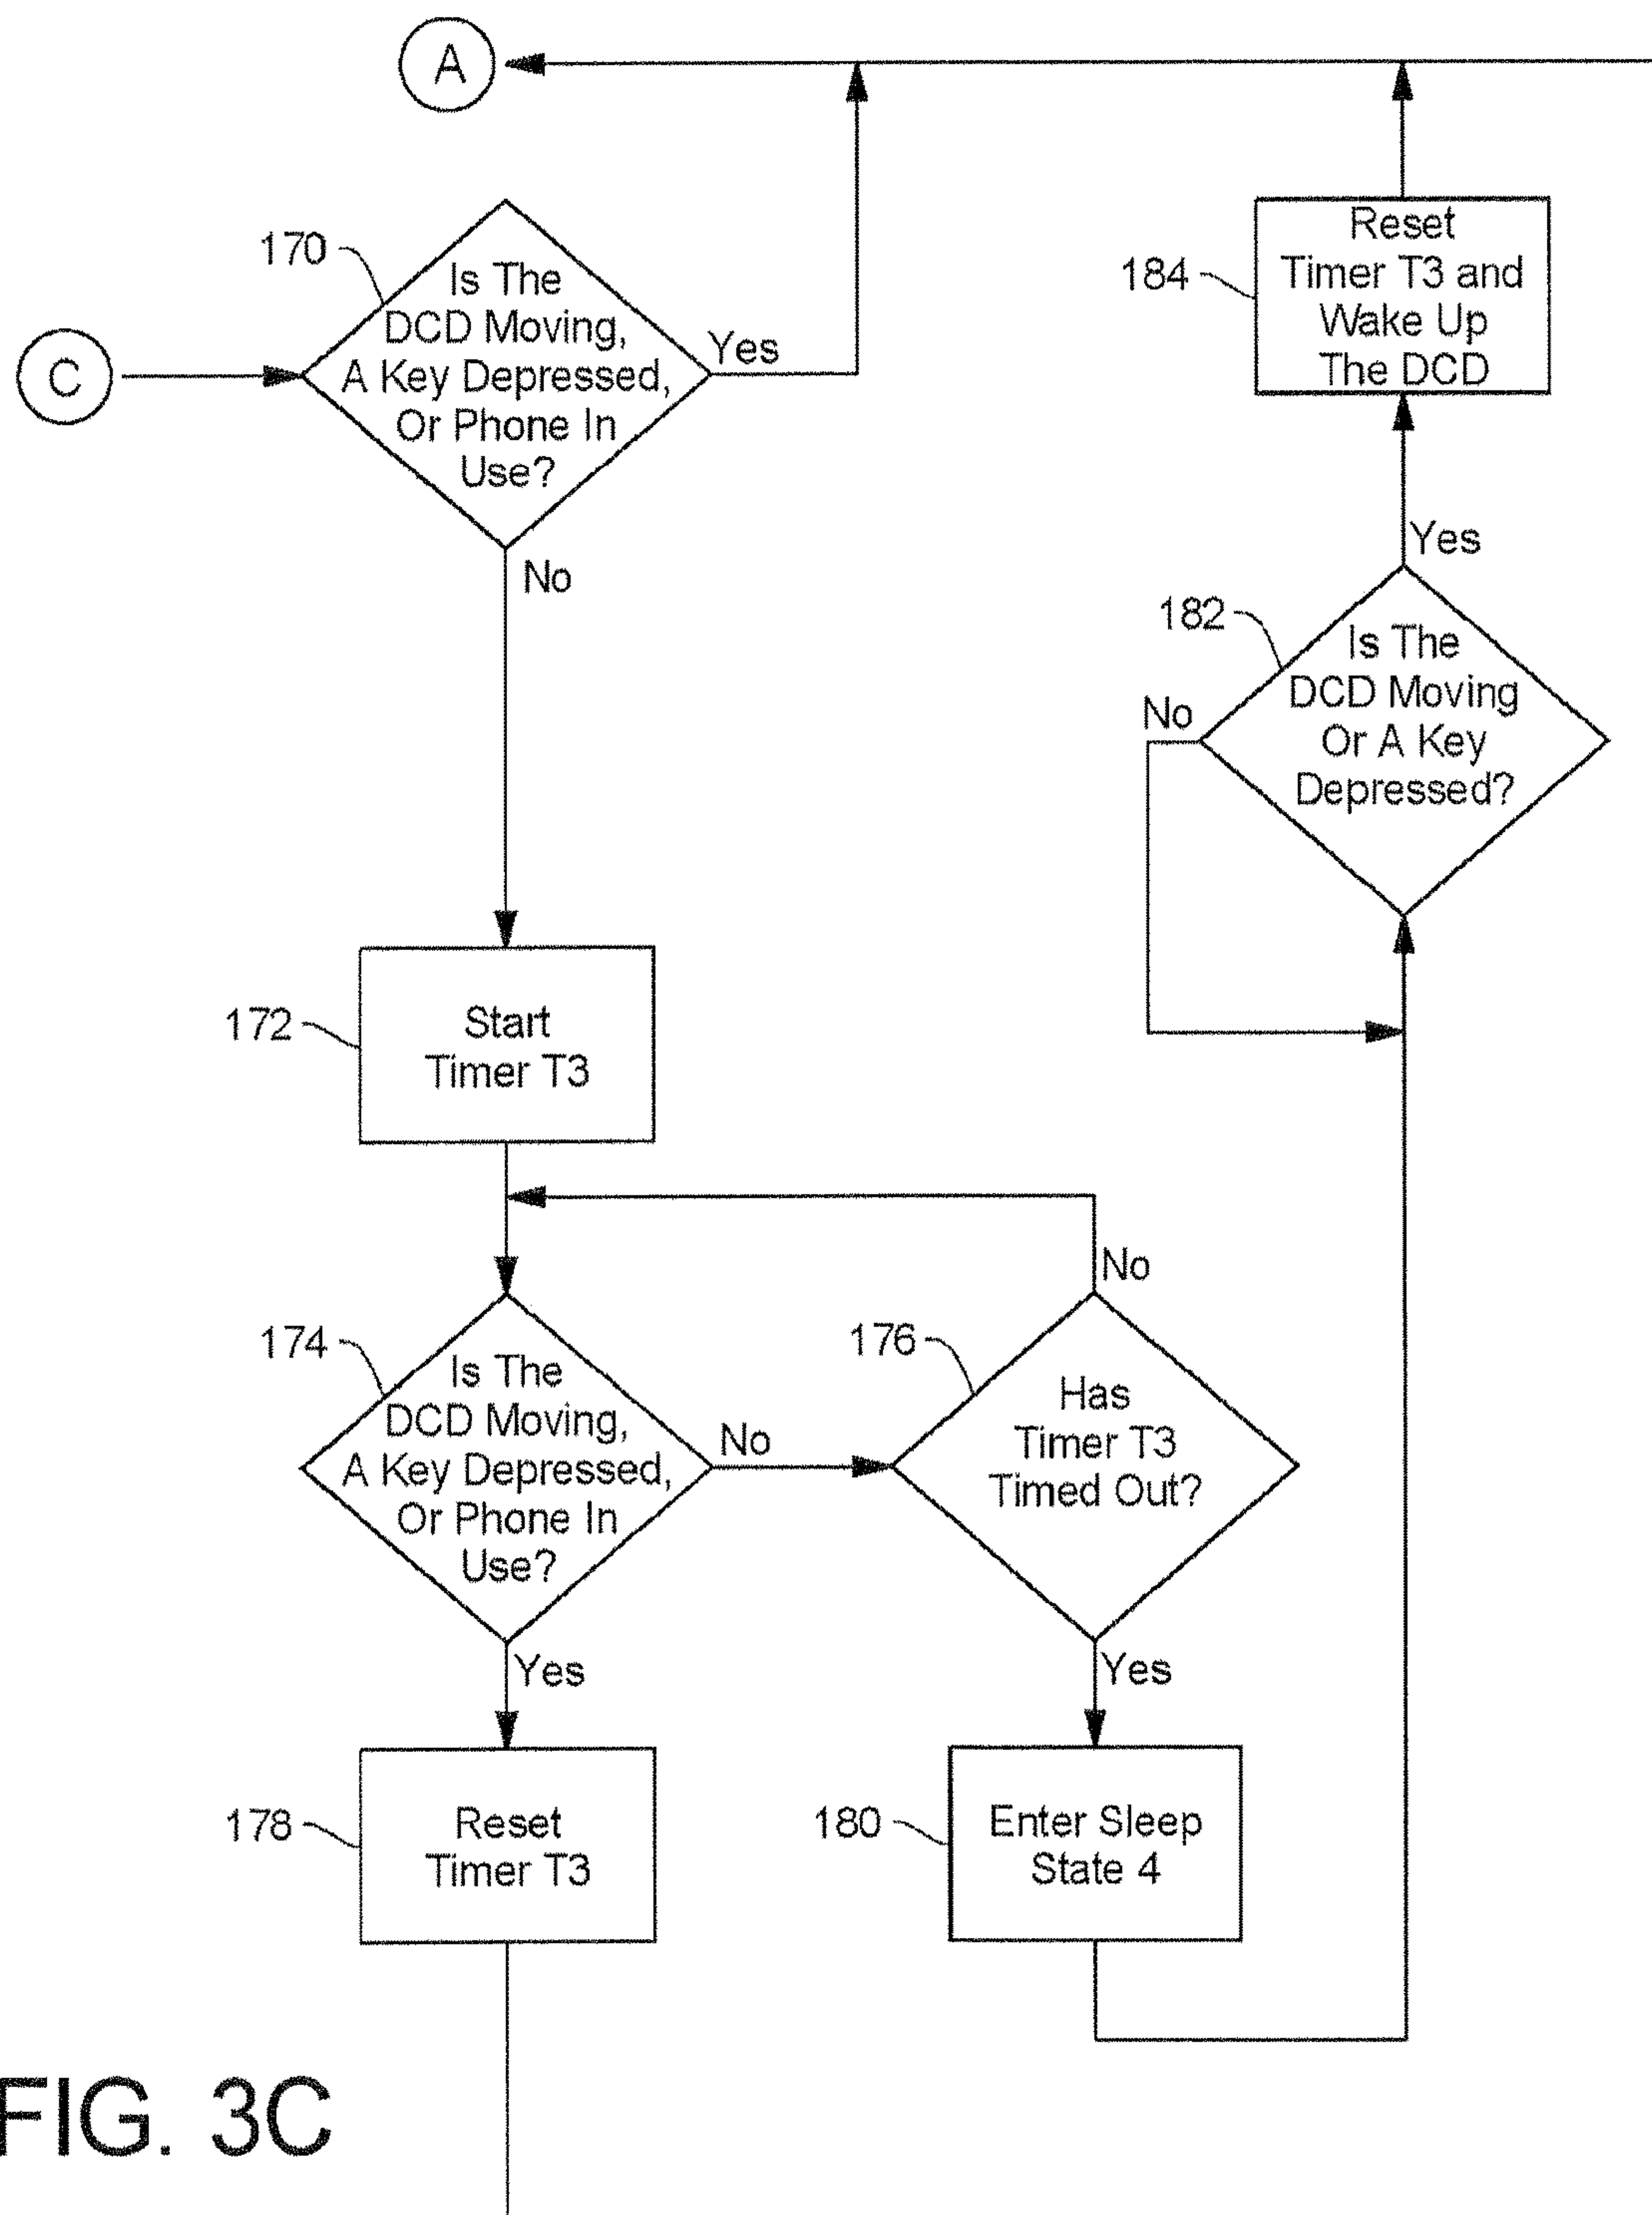 A
C
170
Is The
DCD Moving,
A Key Depressed,
Or Phone In
Use?
Yes
No
172
Start
Timer T3
174
Is The
DCD Moving,
A Key Depressed,
Or Phone In
Use?
No
Yes
176
Has
Timer T3
Timed Out?
No
Yes
178
Reset
Timer T3
180
Enter Sleep
State 4
182
Is The
DCD Moving
Or A Key
Depressed?
No
Yes
184
Reset
Timer T3 and
Wake Up
The DCD
FIG. 3C